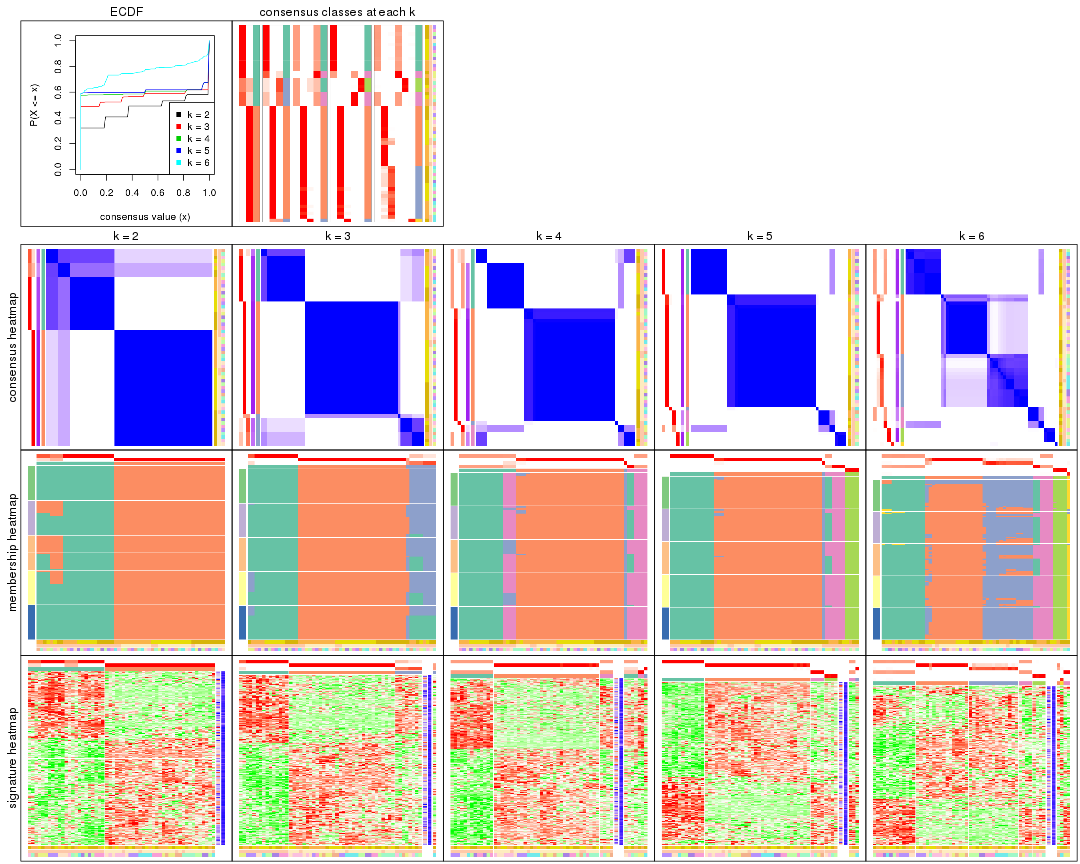 ECDF
consensus classes at each k
P(X <= x)
0.0 0.2 0.4 0.6 0.8 1.0
k = 2
k = 3
k = 4
k = 5
k = 6
0.0 0.2 0.4 0.6 0.8 1.0
consensus value (x)
k = 2 k = 3 k = 4 k = 5 k = 6
consensus heatmap
membership heatmap
signature heatmap